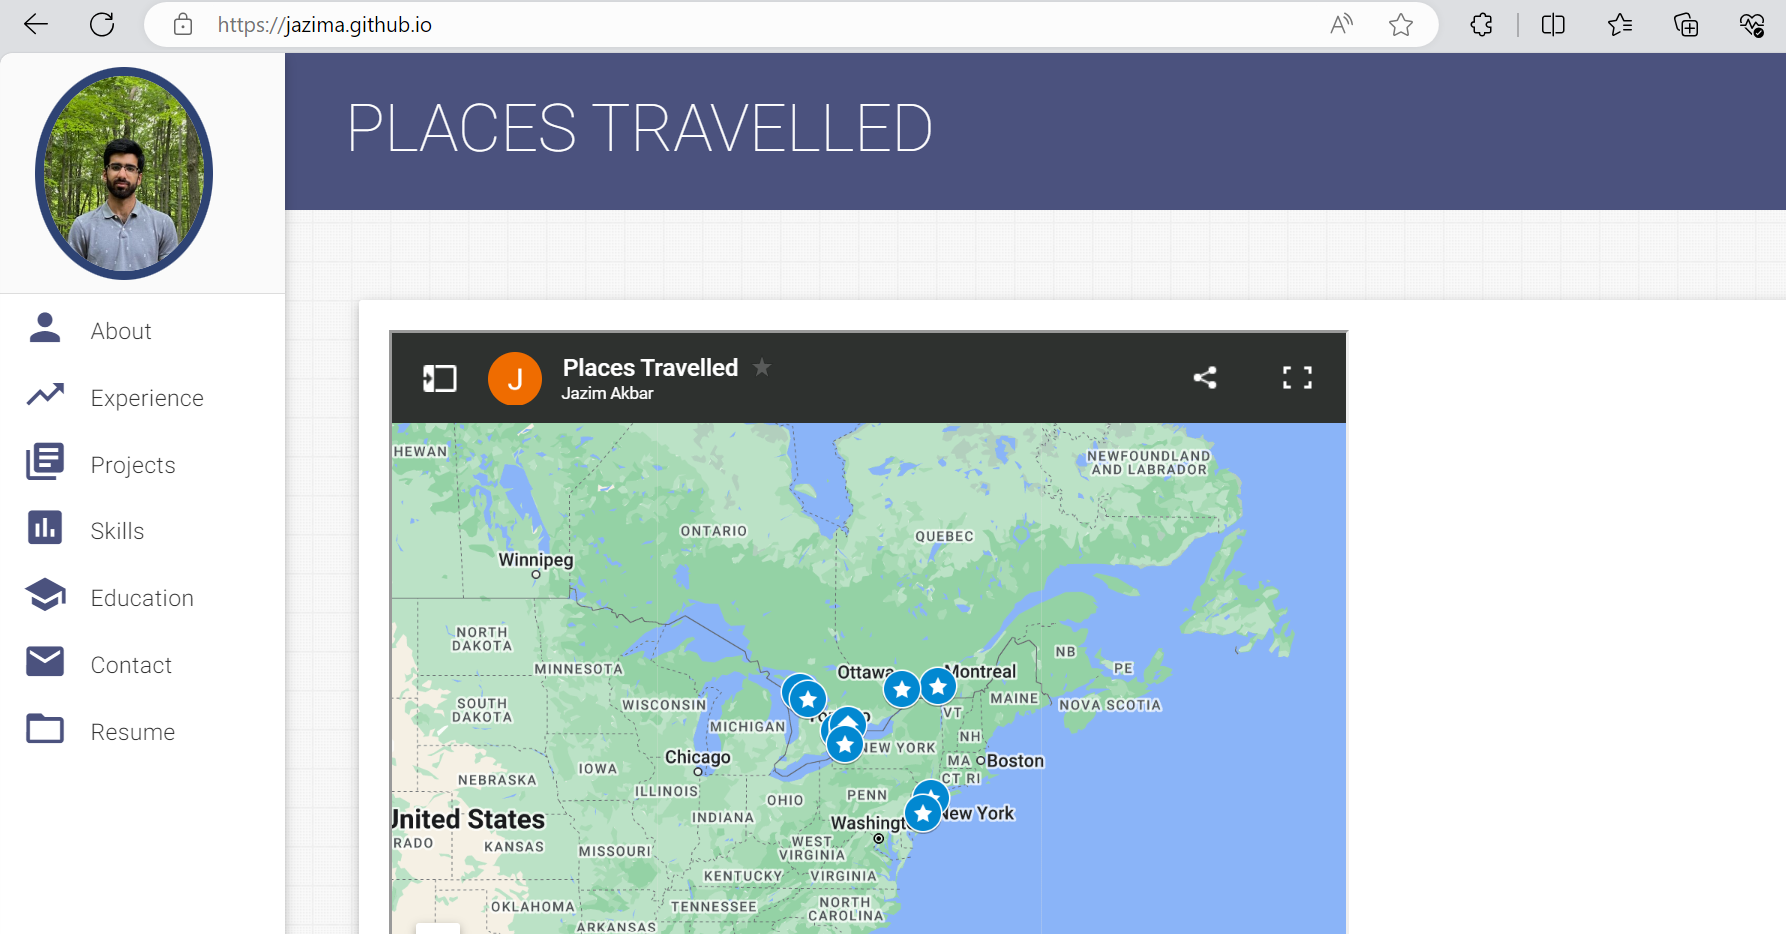 https://jazima.github.io
PLACES TRAVELLED
About
Experience
Projects
Skills
Education
Contact
Resume
J
Places Travelled
Jazim Akbar
HEWAN
NEWFOUNDLAND
AND LABRADOR
ONTARIO
QUEBEC
Winnipeg
NORTH
DAKOTA
MINNESOTA
Ottawa
Montreal
NB
PE
SOUTH
DAKOTA
WISCONSIN
MICHIGAN
VT
MAINE
NOVA SCOTIA
NH
NEW YORK
Chicago
MA
Boston
IOWA
CT RI
NEBRASKA
ILLINOIS
OHIO
PENN
INDIANA
New York
United States
Washingt
RADO
KANSAS
MISSOURI
WEST
VIRGINIA
KENTUCKY
VIRGINIA
OKLAHOMA
TENNESSEE
NORTH
CAROLINA
ARKANSAS